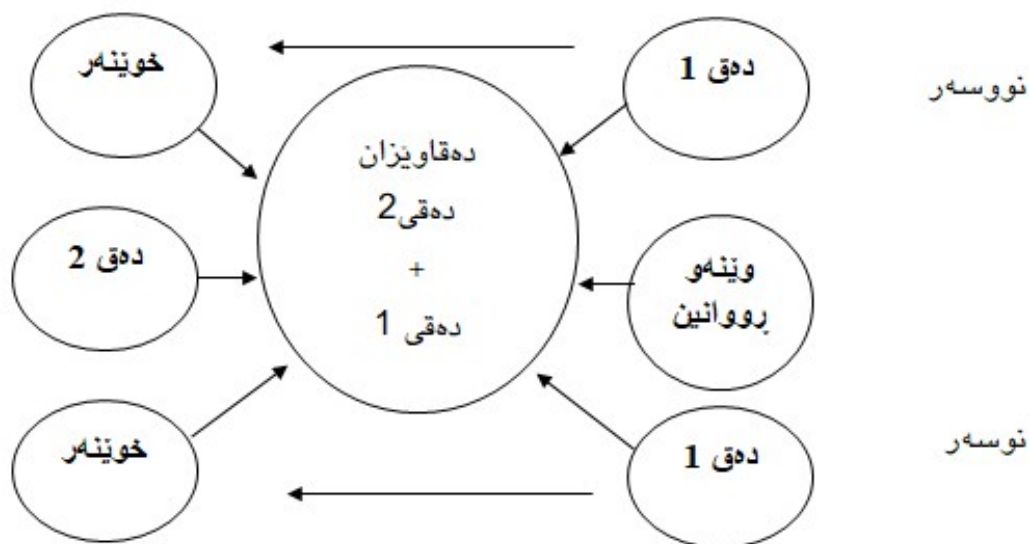 نووسەر
دەق 1
خوێنەر
دەقاوێزان
دەقی2
+
دەقی 1
وێنەو
ڕووانین
دەق 2
نوسەر
دەق 1
خوێنەر